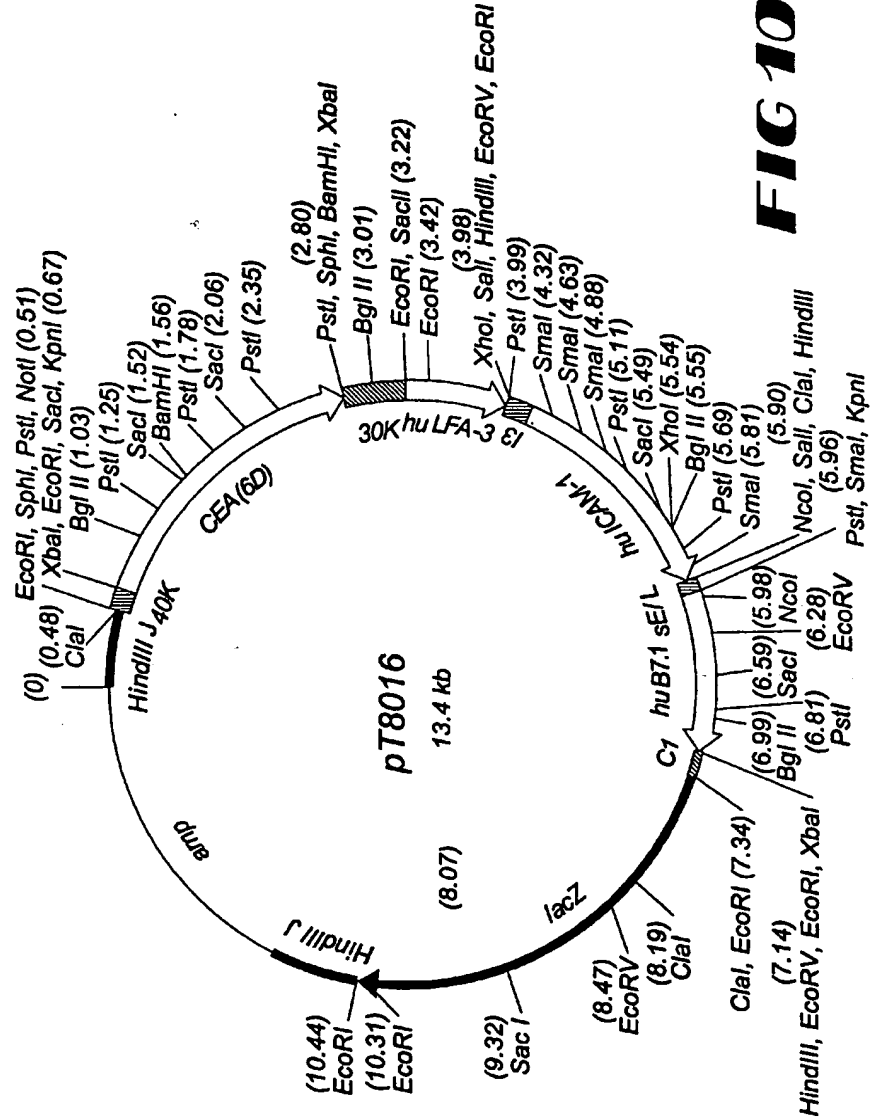 (0)
(0.48)
ClaI
EcoRI, SphI, PstI, NotI (0.51)
XbaI, EcoRI, SacI, KpnI (0.67)
Bgl II (1.03)
PstI (1.25)
SacI (1.52)
BamHI (1.56)
PstI (1.78)
SacI (2.06)
PstI (2.35)
(2.80)
PstI, SphI, BamHI, XbaI
Bgl II (3.01)
EcoRI, SacII (3.22)
EcoRI (3.42)
(3.98)
XhoI, SalI, HindIII, EcoRV, EcoRI
PstI (3.99)
SmaI (4.32)
SmaI (4.63)
SmaI (4.88)
PstI (5.11)
SacI (5.49)
XhoI (5.54)
Bgl II (5.55)
PstI (5.69)
SmaI (5.81)
(5.90)
NcoI, SalI, ClaI, HindIII
(5.96)
PstI, SmaI, KpnI
(5.98)
NcoI
(6.28)
EcoRV
(6.59)
SacI
(6.81)
PstI
(6.99)
Bgl II
(7.14)
HindIII, EcoRV, EcoRI, XbaI
ClaI, EcoRI (7.34)
(8.19)
ClaI
(8.47)
EcoRV
(9.32)
Sac I
(10.31)
EcoRI
(10.44)
EcoRI
HindIII J
amp
HindIII J
40K
CEA(6D)
30K
hu LFA-3
I3
hu ICAM-1
sE/L
huB7.1
C1
lacZ
(8.07)
pT8016
13.4 kb
FIG 10